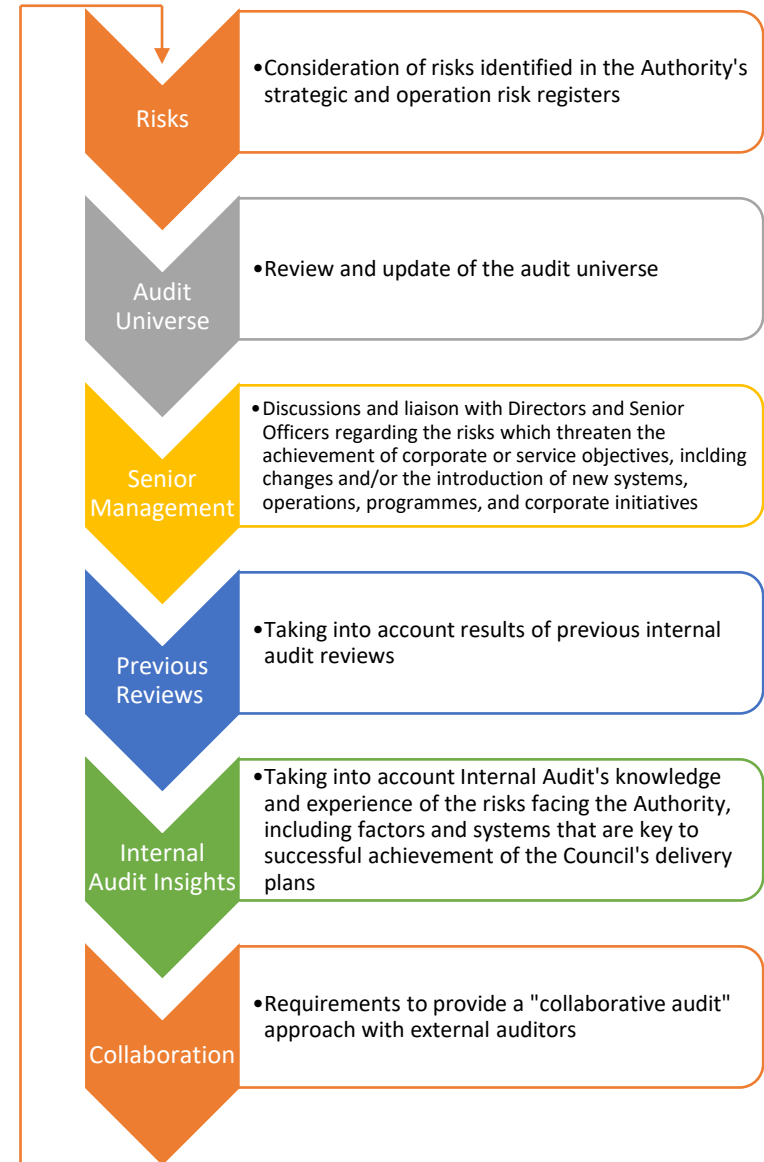 Risks
•Consideration of risks identified in the Authority's
strategic and operation risk registers
Audit
Universe
•Review and update of the audit universe
Senior
Management
•Discussions and liaison with Directors and Senior
Officers regarding the risks which threaten the
achievement of corporate or service objectives, inclding
changes and/or the introduction of new systems,
operations, programmes, and corporate initiatives
Previous
Reviews
•Taking into account results of previous internal
audit reviews
Internal
Audit Insights
•Taking into account Internal Audit's knowledge
and experience of the risks facing the Authority,
including factors and systems that are key to
successful achievement of the Council's delivery
plans
Collaboration
•Requirements to provide a "collaborative audit"
approach with external auditors